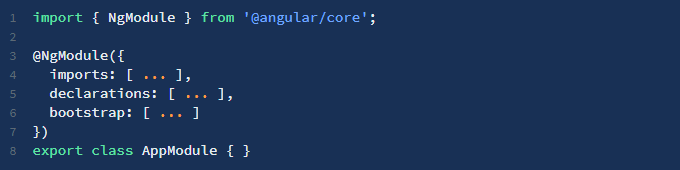 1 import { NgModule } from '@angular/core';
2
3 @NgModule({
4   imports: [ ... ],
5   declarations: [ ... ],
6   bootstrap: [ ... ]
7 })
8 export class AppModule { }